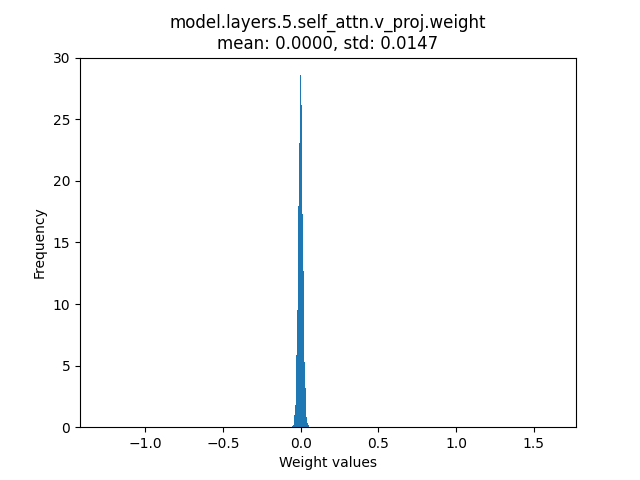 model.layers.5.self_attn.v_proj.weight
mean: 0.0000, std: 0.0147
30
25
20
15
10
5
0
Frequency
−1.0 −0.5 0.0 0.5 1.0 1.5
Weight values